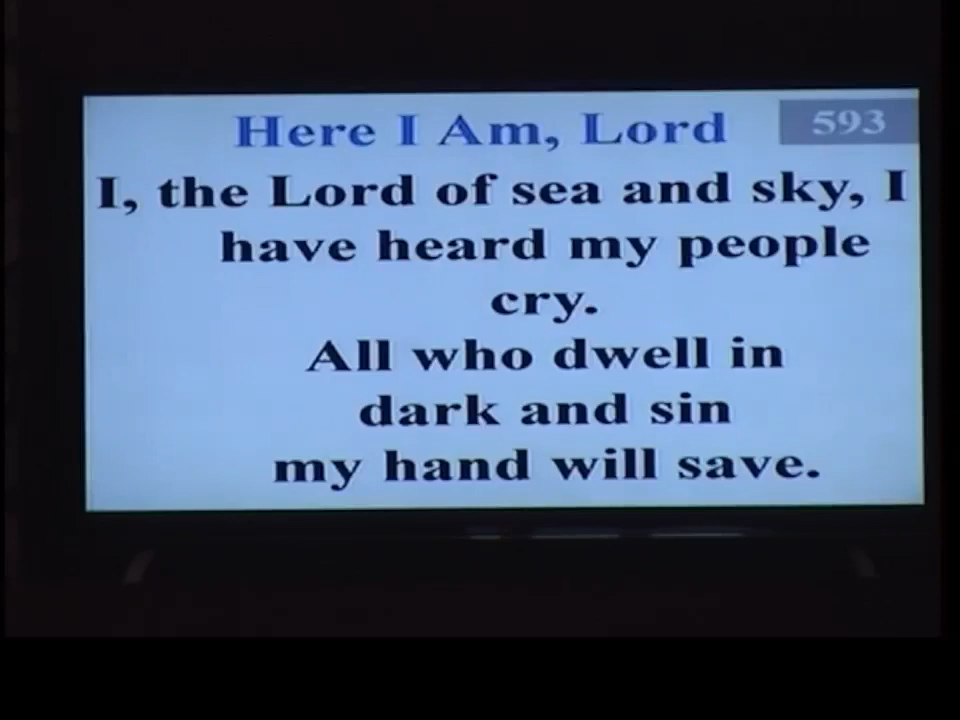 Here I Am, Lord
593
I, the Lord of sea and sky, I
have heard my people
cry.
All who dwell in
dark and sin
my hand will save.